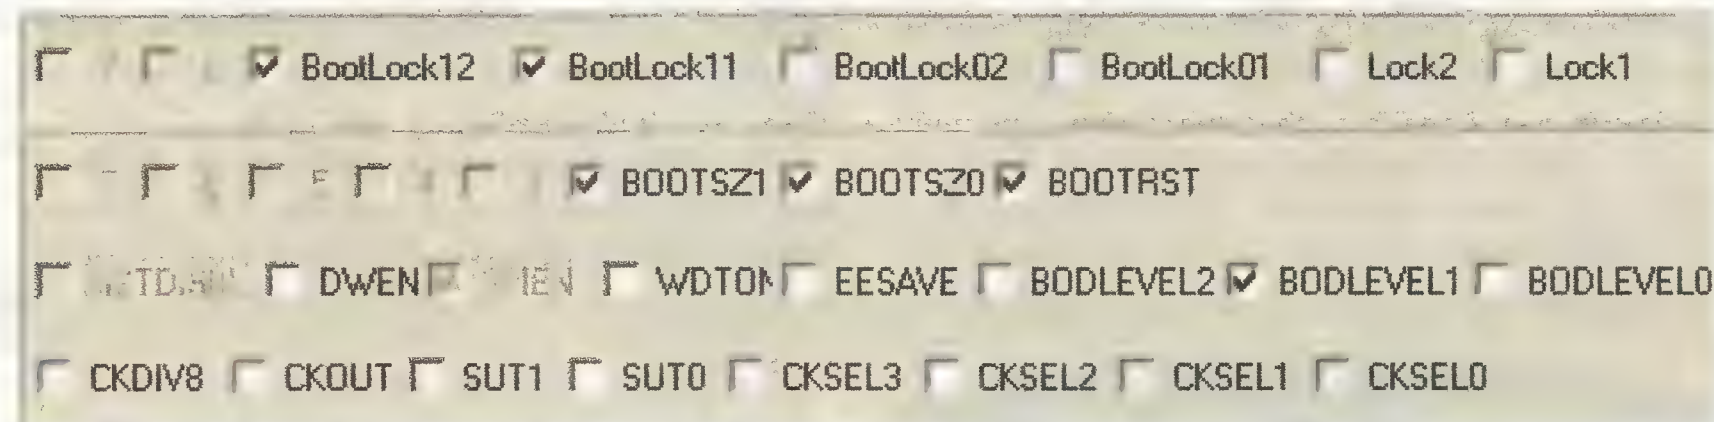 BootLock12 BootLock11 BootLock02 BootLock01 Lock2 Lock1
BOOTSZ1 BOOTSZ0 BOOTRST
DWEN WDTON EESAVE BODLEVEL2 BODLEVEL1 BODLEVEL0
CKDIV8 CKOUT SUT1 SUT0 CKSEL3 CKSEL2 CKSEL1 CKSEL0